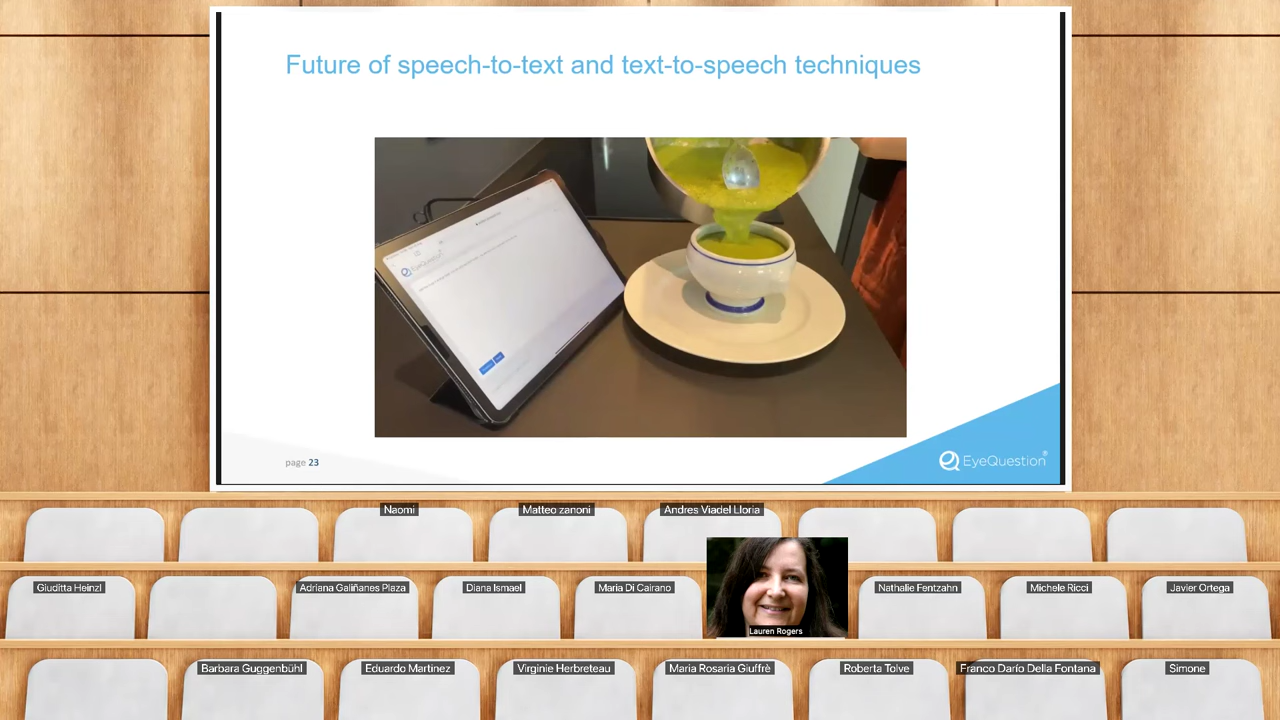 Future of speech-to-text and text-to-speech techniques
EyeQuestion
page 23
EyeQuestion®
Naomi
Matteo zanoni
Andres Viadel Lloria
Giuditta Heinzl
Adriana Galiñanes Plaza
Diana Ismael
Maria Di Cairano
Lauren Rogers
Nathalie Fentzahn
Michele Ricci
Javier Ortega
Barbara Guggenbühl
Eduardo Martinez
Virginie Herbreteau
Maria Rosaria Giuffrè
Roberta Tolve
Franco Darío Della Fontana
Simone